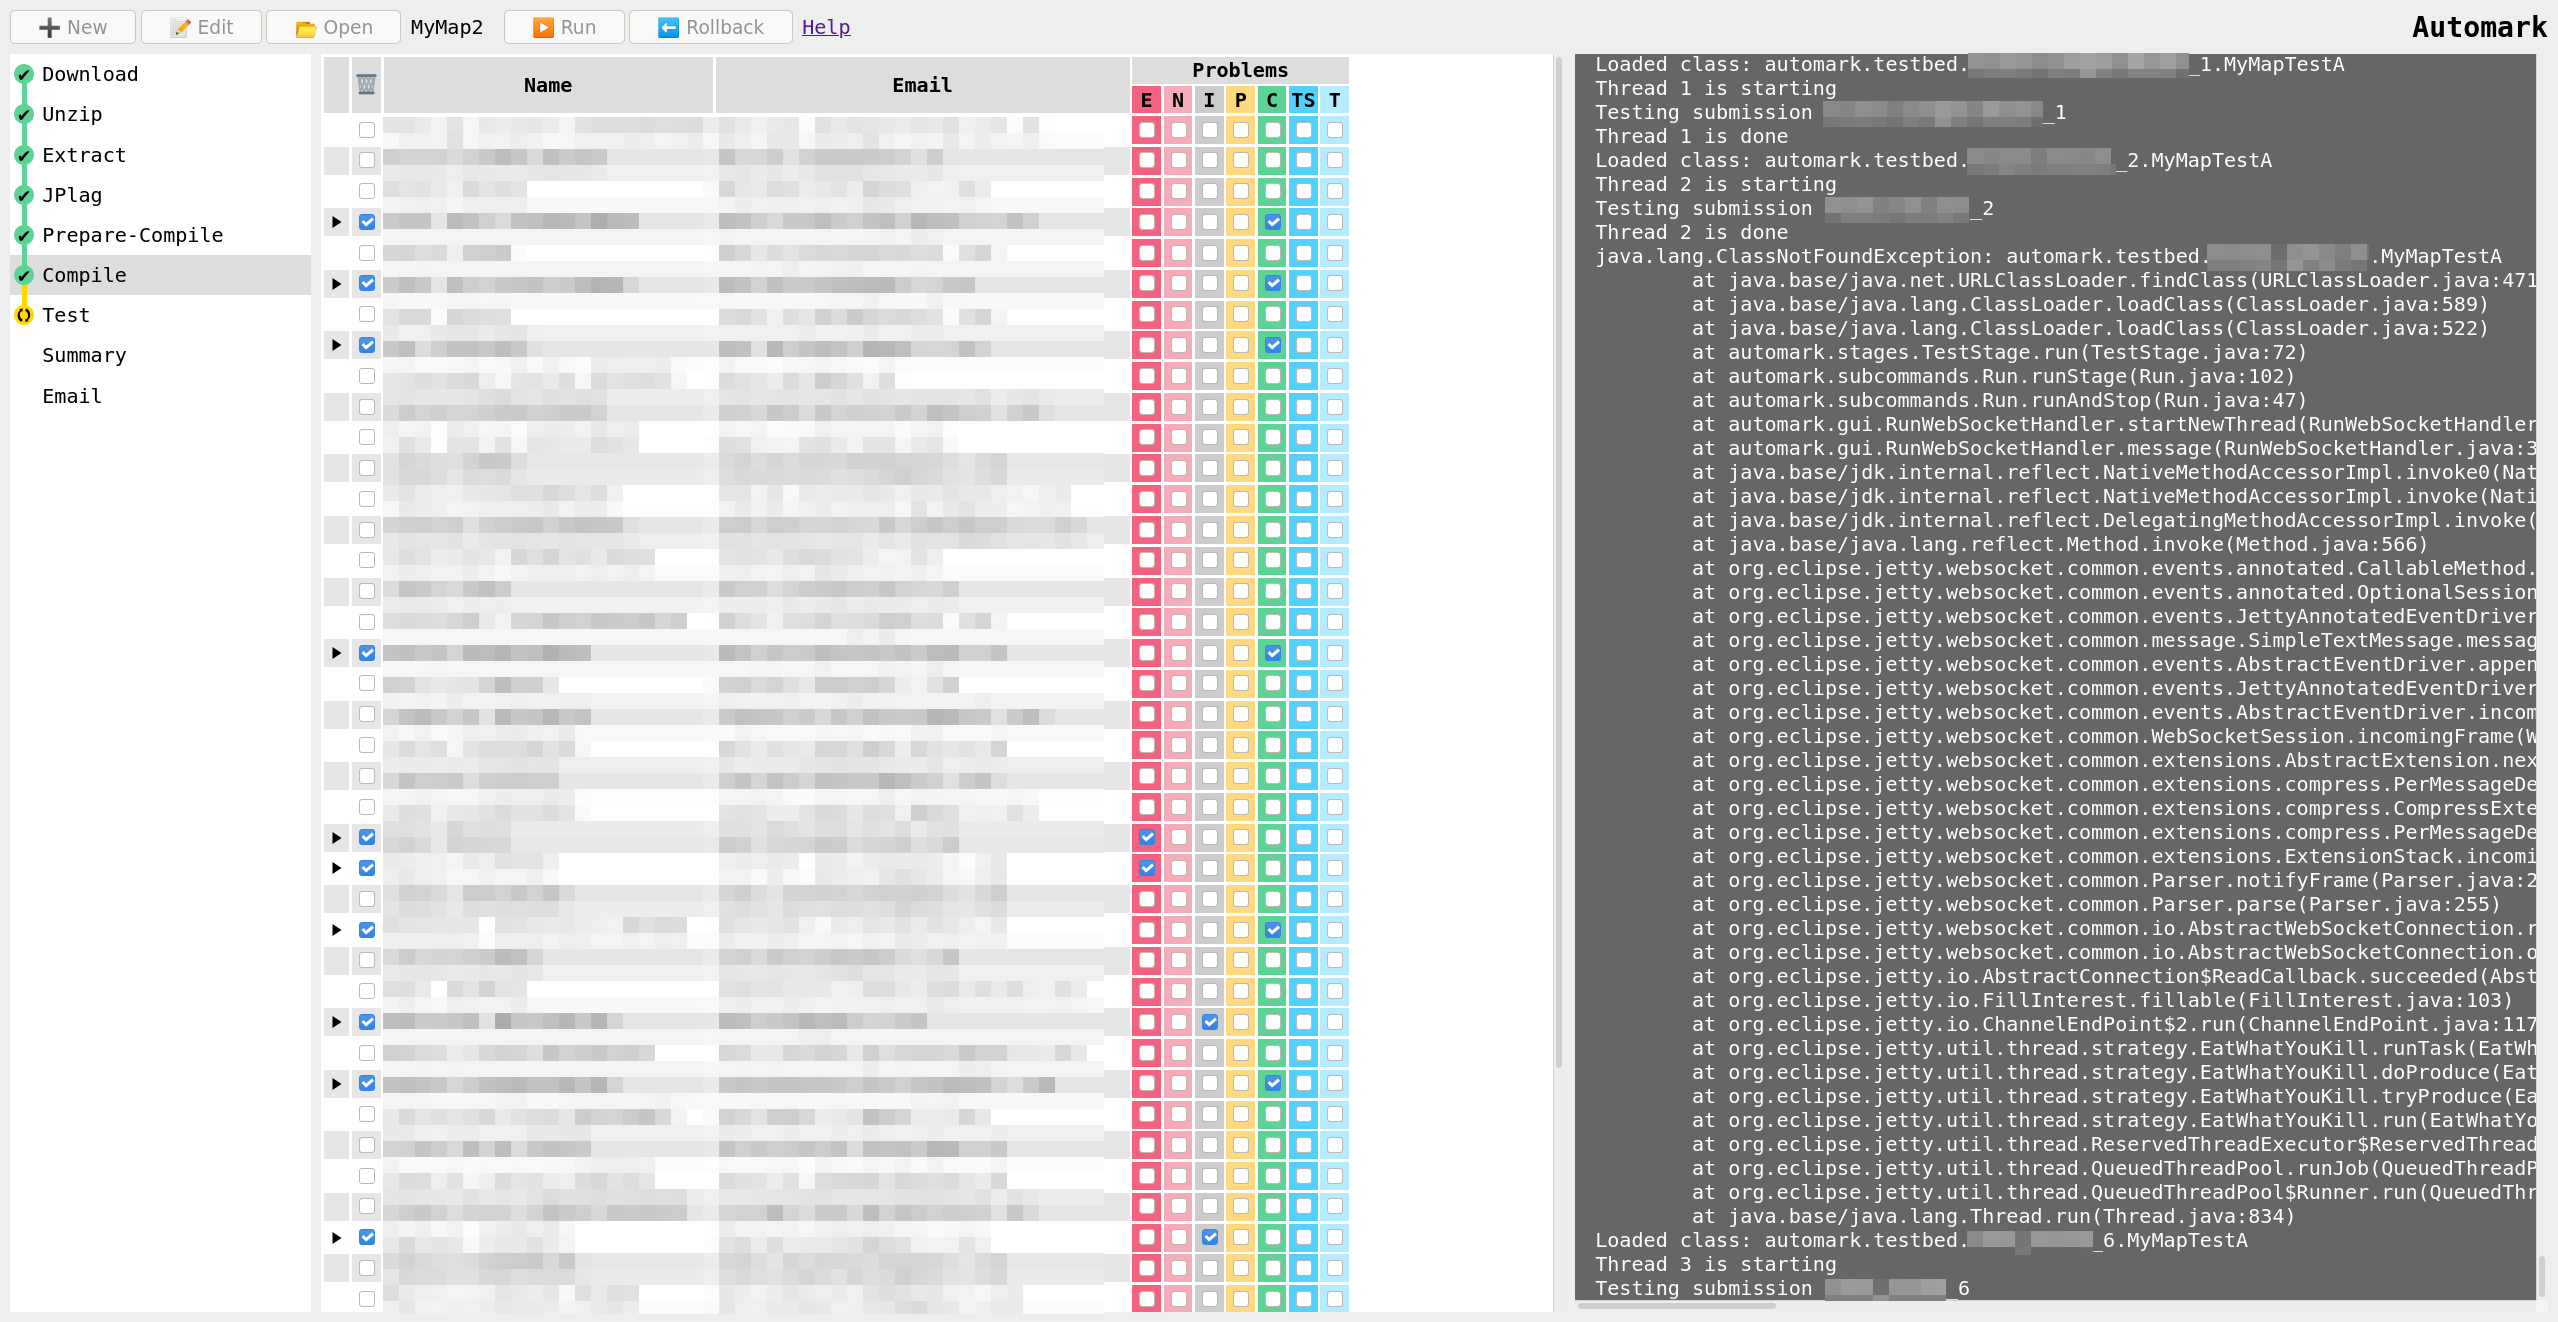 New Edit Open MyMap2 Run Rollback Help Automark
Download
Unzip
Extract
JPlag
Prepare-Compile
Compile
Test
Summary
Email
Name Email Problems
E N I P C TS T
Loaded class: automark.testbed. _1.MyMapTestA
Thread 1 is starting
Testing submission _1
Thread 1 is done
Loaded class: automark.testbed. _2.MyMapTestA
Thread 2 is starting
Testing submission _2
Thread 2 is done
java.lang.ClassNotFoundException: automark.testbed. .MyMapTestA
at java.base/java.net.URLClassLoader.findClass(URLClassLoader.java:471
at java.base/java.lang.ClassLoader.loadClass(ClassLoader.java:589)
at java.base/java.lang.ClassLoader.loadClass(ClassLoader.java:522)
at automark.stages.TestStage.run(TestStage.java:72)
at automark.subcommands.Run.runStage(Run.java:102)
at automark.subcommands.Run.runAndStop(Run.java:47)
at automark.gui.RunWebSocketHandler.startNewThread(RunWebSocketHandler
at automark.gui.RunWebSocketHandler.message(RunWebSocketHandler.java:3
at java.base/jdk.internal.reflect.NativeMethodAccessorImpl.invoke0(Nat
at java.base/jdk.internal.reflect.NativeMethodAccessorImpl.invoke(Nati
at java.base/jdk.internal.reflect.DelegatingMethodAccessorImpl.invoke(
at java.base/java.lang.reflect.Method.invoke(Method.java:566)
at org.eclipse.jetty.websocket.common.events.annotated.CallableMethod.
at org.eclipse.jetty.websocket.common.events.annotated.OptionalSession
at org.eclipse.jetty.websocket.common.events.JettyAnnotatedEventDriver
at org.eclipse.jetty.websocket.common.message.SimpleTextMessage.messag
at org.eclipse.jetty.websocket.common.events.AbstractEventDriver.appen
at org.eclipse.jetty.websocket.common.events.JettyAnnotatedEventDriver
at org.eclipse.jetty.websocket.common.events.AbstractEventDriver.incom
at org.eclipse.jetty.websocket.common.WebSocketSession.incomingFrame(W
at org.eclipse.jetty.websocket.common.extensions.AbstractExtension.nex
at org.eclipse.jetty.websocket.common.extensions.compress.PerMessageDe
at org.eclipse.jetty.websocket.common.extensions.compress.CompressExte
at org.eclipse.jetty.websocket.common.extensions.compress.PerMessageDe
at org.eclipse.jetty.websocket.common.extensions.ExtensionStack.incomi
at org.eclipse.jetty.websocket.common.Parser.notifyFrame(Parser.java:2
at org.eclipse.jetty.websocket.common.Parser.parse(Parser.java:255)
at org.eclipse.jetty.websocket.common.io.AbstractWebSocketConnection.r
at org.eclipse.jetty.websocket.common.io.AbstractWebSocketConnection.o
at org.eclipse.jetty.io.AbstractConnection$ReadCallback.succeeded(Abst
at org.eclipse.jetty.io.FillInterest.fillable(FillInterest.java:103)
at org.eclipse.jetty.io.ChannelEndPoint$2.run(ChannelEndPoint.java:117
at org.eclipse.jetty.util.thread.strategy.EatWhatYouKill.runTask(EatWh
at org.eclipse.jetty.util.thread.strategy.EatWhatYouKill.doProduce(Eat
at org.eclipse.jetty.util.thread.strategy.EatWhatYouKill.tryProduce(Ea
at org.eclipse.jetty.util.thread.strategy.EatWhatYouKill.run(EatWhatYo
at org.eclipse.jetty.util.thread.ReservedThreadExecutor$ReservedThread
at org.eclipse.jetty.util.thread.QueuedThreadPool.runJob(QueuedThreadP
at org.eclipse.jetty.util.thread.QueuedThreadPool$Runner.run(QueuedThr
at java.base/java.lang.Thread.run(Thread.java:834)
Loaded class: automark.testbed. _6.MyMapTestA
Thread 3 is starting
Testing submission _6